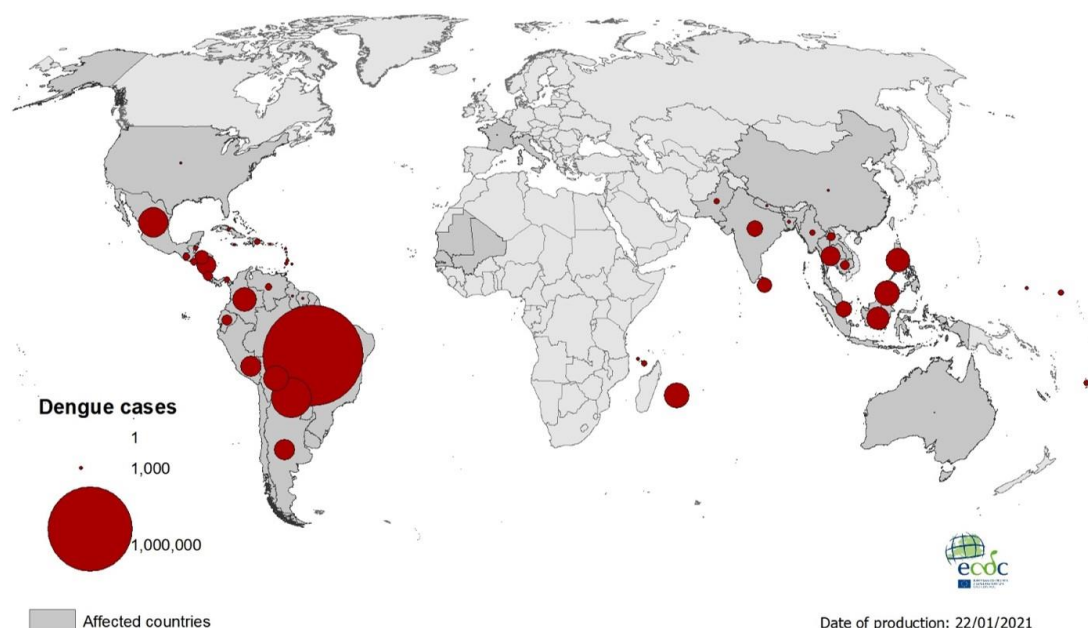 Dengue cases
1
1,000
1,000,000
ecdc
Affected countries
Date of production: 22/01/2021